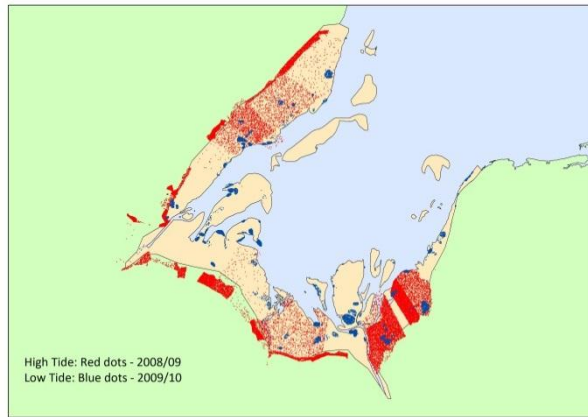 High Tide: Red dots - 2008/09
Low Tide: Blue dots - 2009/10